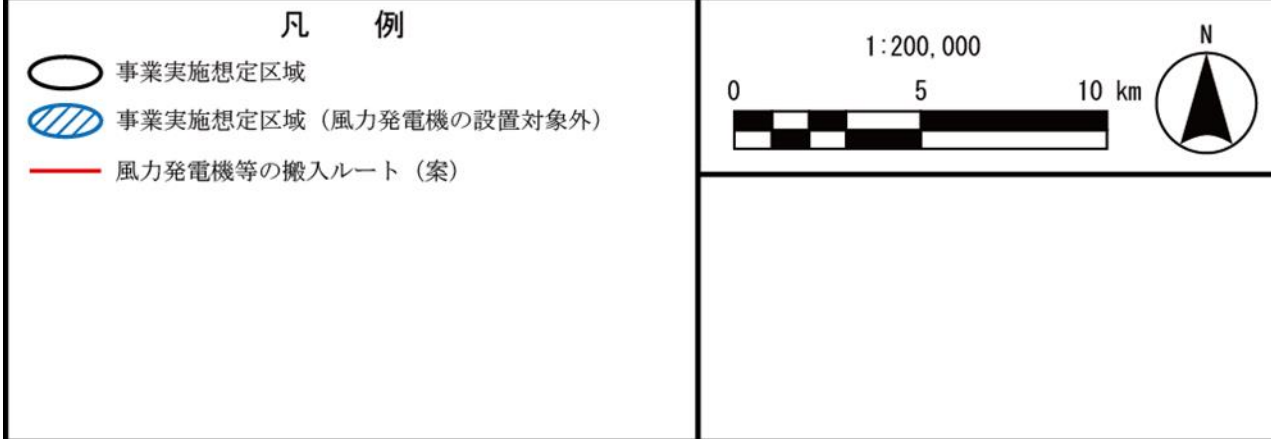 凡 例
事業実施想定区域
事業実施想定区域（風力発電機の設置対象外）
風力発電機等の搬入ルート（案）
1:200,000
0 5 10 km
N